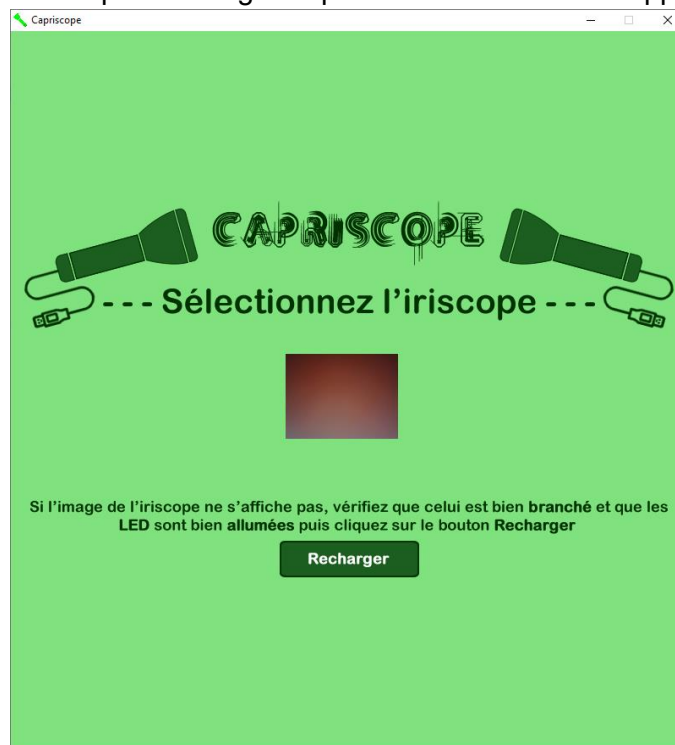 Capriscope
CAPRISCOPE
- - - Sélectionnez l’iriscope - - -
Si l’image de l’iriscope ne s’affiche pas, vérifiez que celui est bien branché et que les
LED sont bien allumées puis cliquez sur le bouton Recharger
Recharger